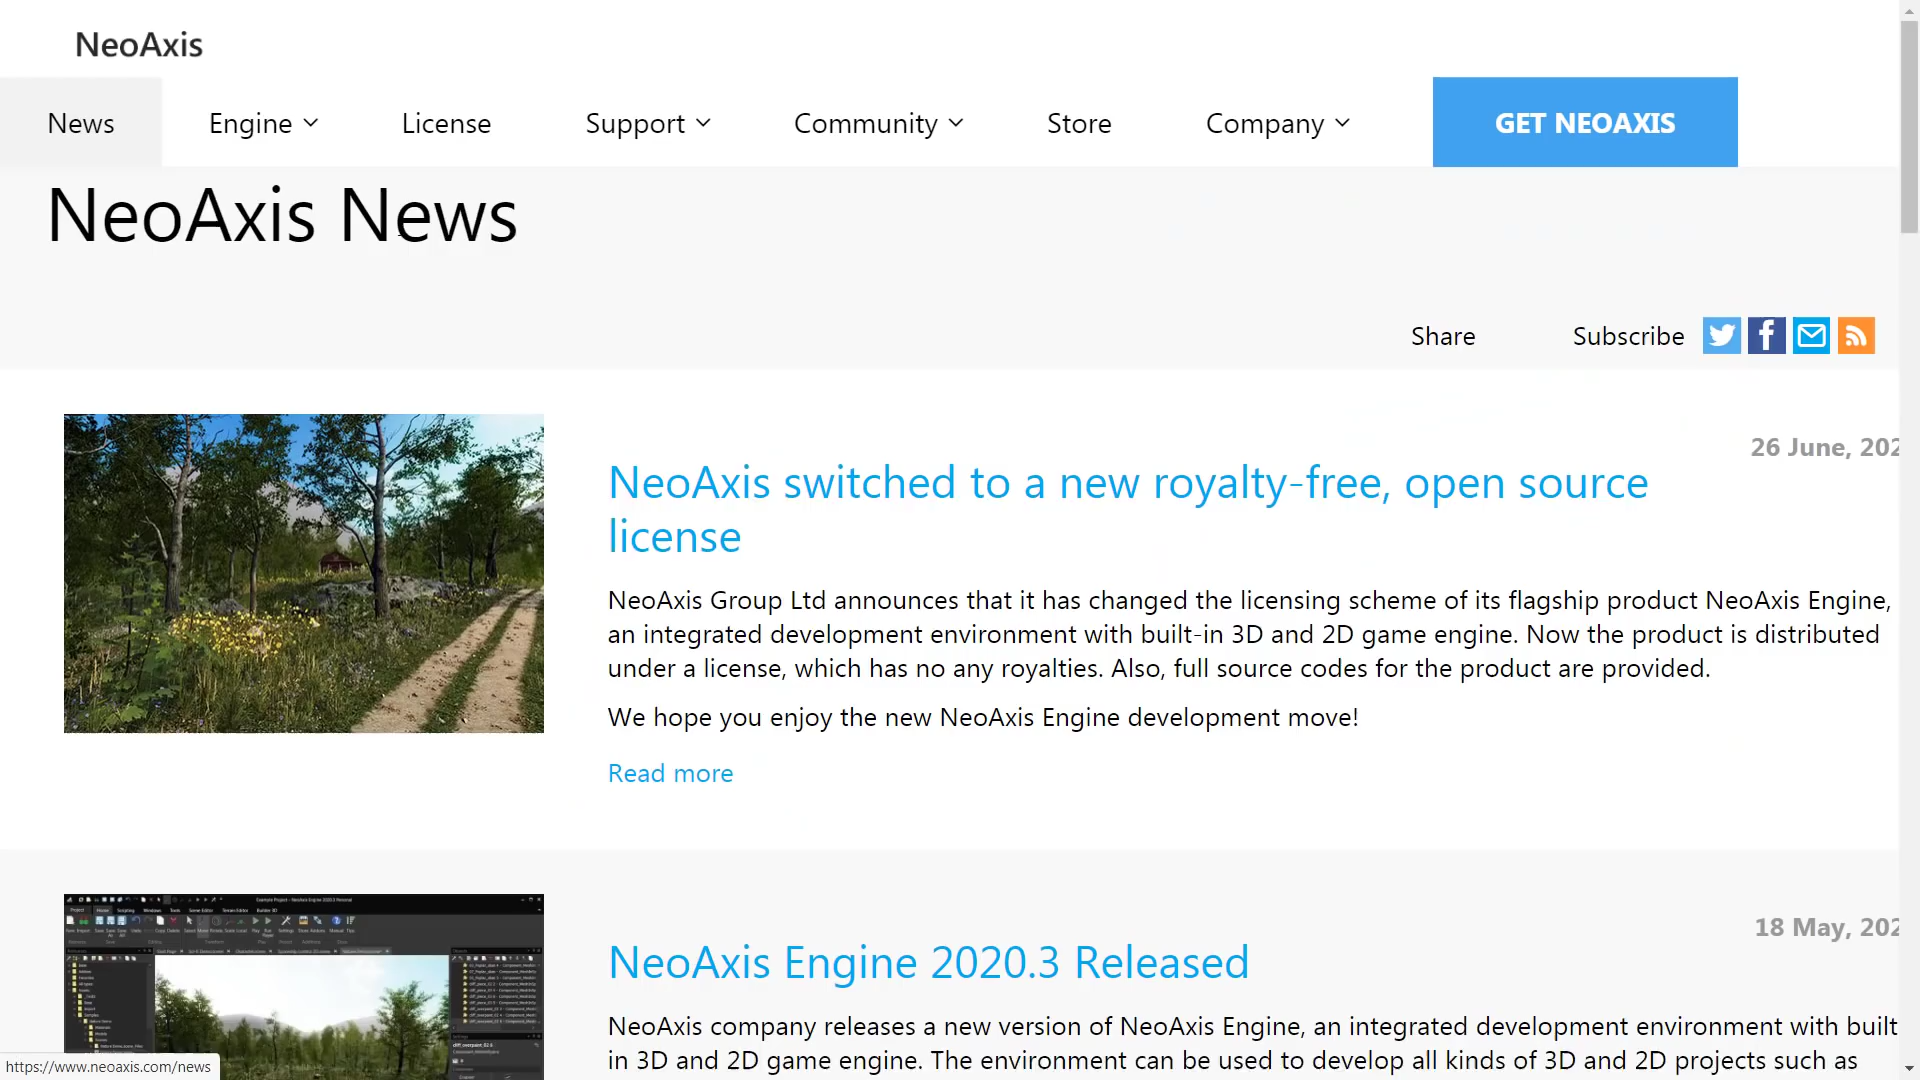 NeoAxis
News
Engine
License
Support
Community
Store
Company
GET NEOAXIS
NeoAxis News
Share
Subscribe
26 June, 202
NeoAxis switched to a new royalty-free, open source
license
NeoAxis Group Ltd announces that it has changed the licensing scheme of its flagship product NeoAxis Engine,
an integrated development environment with built-in 3D and 2D game engine. Now the product is distributed
under a license, which has no any royalties. Also, full source codes for the product are provided.
We hope you enjoy the new NeoAxis Engine development move!
Read more
18 May, 202
NeoAxis Engine 2020.3 Released
NeoAxis company releases a new version of NeoAxis Engine, an integrated development environment with built
in 3D and 2D game engine. The environment can be used to develop all kinds of 3D and 2D projects such as
https://www.neoaxis.com/news